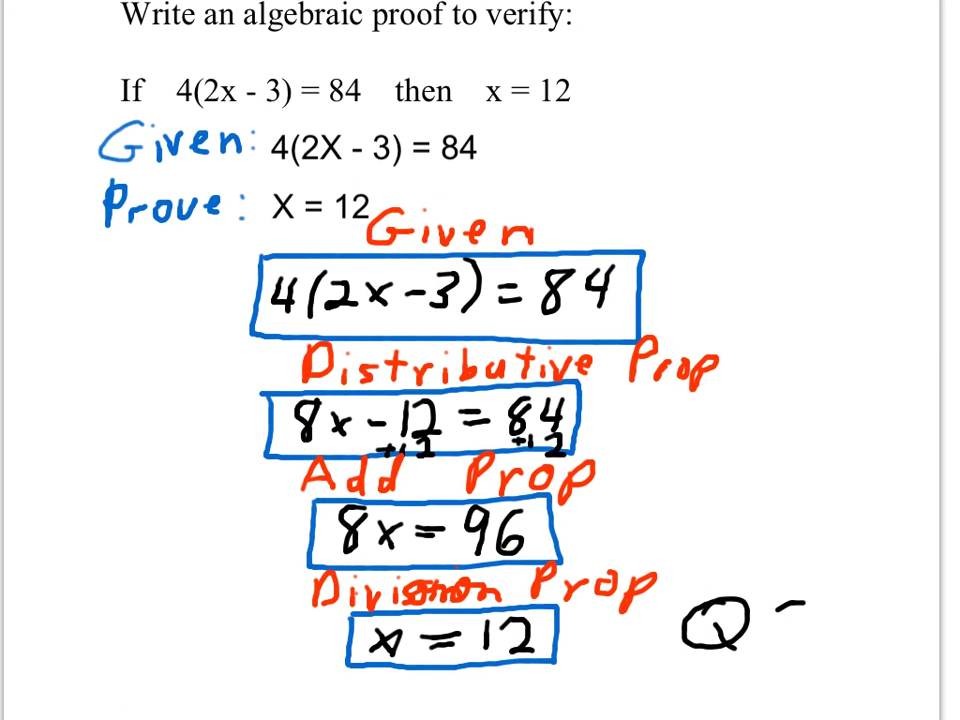 Write an algebraic proof to verify:
If 4(2x - 3) = 84 then x = 12
Given: 4(2X - 3) = 84
Prove: X = 12
Given
4(2x-3) = 84
Distributive Prop
8x - 12 = 84
+12 +12
Add Prop
8x = 96
Division Prop
x = 12
Q